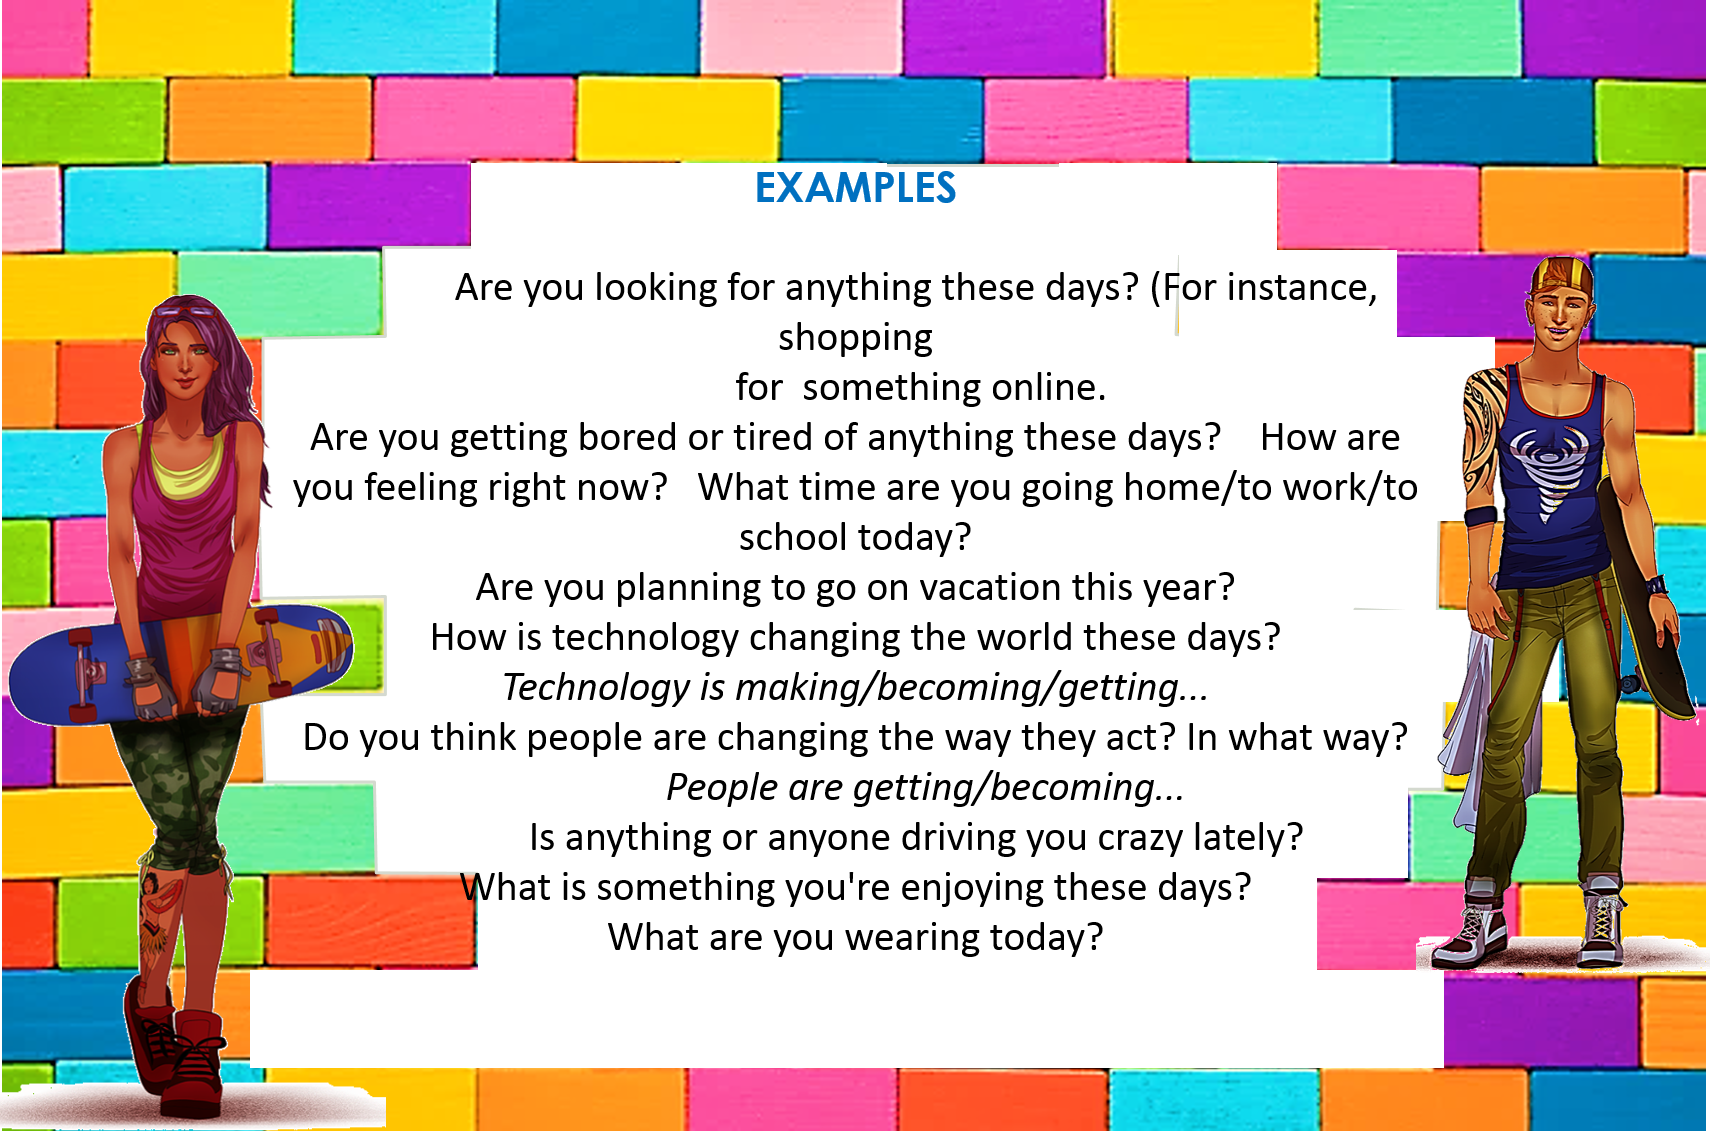 EXAMPLES
Are you looking for anything these days? (For instance,
shopping
for  something online.
Are you getting bored or tired of anything these days?    How are
you feeling right now?   What time are you going home/to work/to
school today?
Are you planning to go on vacation this year?
How is technology changing the world these days?
Technology is making/becoming/getting...
Do you think people are changing the way they act? In what way?
People are getting/becoming...
Is anything or anyone driving you crazy lately?
What is something you're enjoying these days?
What are you wearing today?